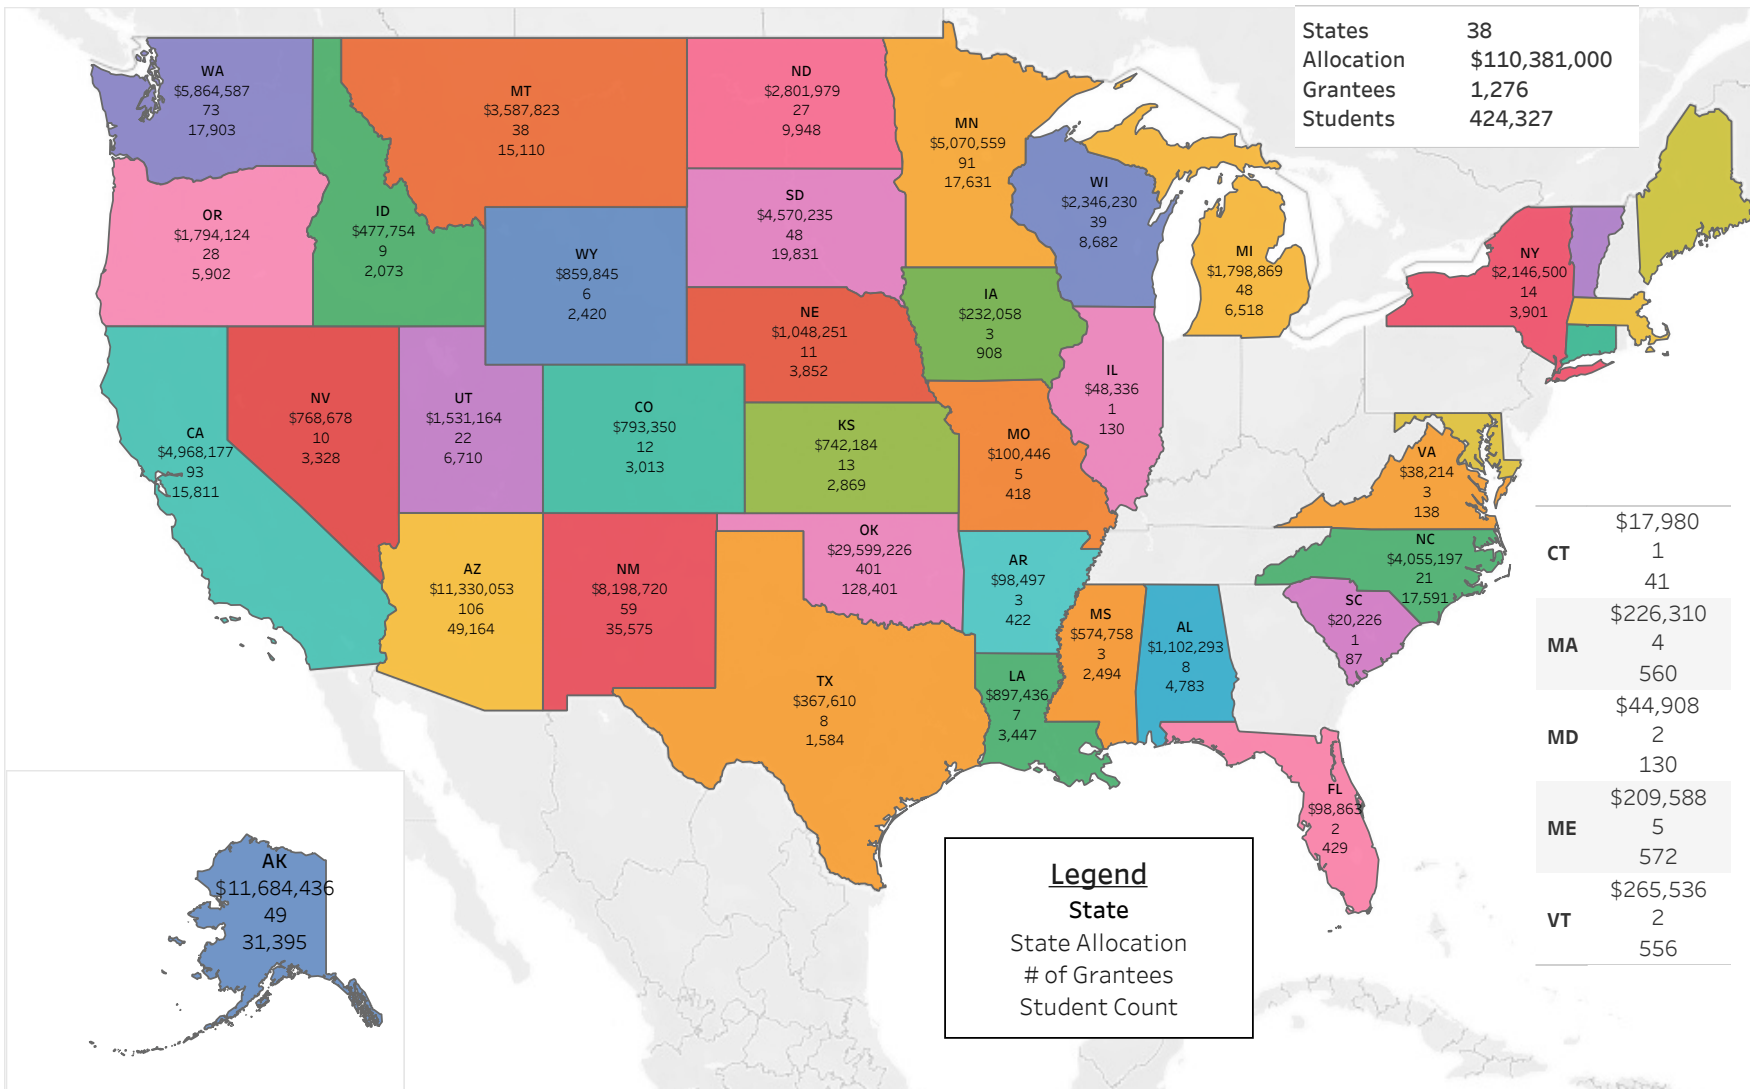 States 38
Allocation $110,381,000
Grantees 1,276
Students 424,327
WA
$5,864,587
73
17,903
MT
$3,587,823
38
15,110
ND
$2,801,979
27
9,948
MN
$5,070,559
91
17,631
OR
$1,794,124
28
5,902
ID
$477,754
9
2,073
WY
$859,845
6
2,420
SD
$4,570,235
48
19,831
WI
$2,346,230
39
8,682
MI
$1,798,869
48
6,518
NY
$2,146,500
14
3,901
NE
$1,048,251
11
3,852
IA
$232,058
3
908
IL
$48,336
1
130
CA
$4,968,177
93
15,811
NV
$768,678
10
3,328
UT
$1,531,164
22
6,710
CO
$793,350
12
3,013
KS
$742,184
13
2,869
MO
$100,446
5
418
VA
$38,214
3
138
AZ
$11,330,053
106
49,164
NM
$8,198,720
59
35,575
OK
$29,599,226
401
128,401
AR
$98,497
3
422
NC
$4,055,197
21
17,591
SC
$20,226
1
87
TX
$367,610
8
1,584
LA
$897,436
7
3,447
MS
$574,758
3
2,494
AL
$1,102,293
8
4,783
FL
$98,863
2
429
AK
$11,684,436
49
31,395
Legend
State
State Allocation
# of Grantees
Student Count
$17,980
CT 1
41
$226,310
MA 4
560
$44,908
MD 2
130
$209,588
ME 5
572
$265,536
VT 2
556